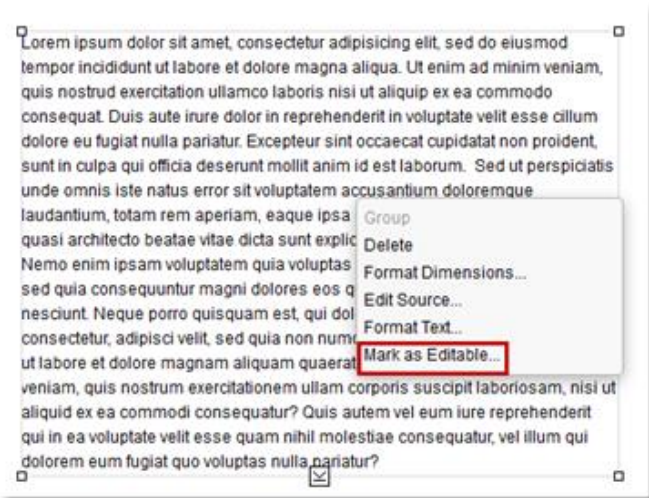 Lorem ipsum dolor sit amet, consectetur adipisicing elit, sed do eiusmod
tempor incididunt ut labore et dolore magna aliqua. Ut enim ad minim veniam,
quis nostrud exercitation ullamco laboris nisi ut aliquip ex ea commodo
consequat. Duis aute irure dolor in reprehenderit in voluptate velit esse cillum
dolore eu fugiat nulla pariatur. Excepteur sint occaecat cupidatat non proident,
sunt in culpa qui officia deserunt mollit anim id est laborum. Sed ut perspiciatis
unde omnis iste natus error sit voluptatem accusantium doloremque
laudantium, totam rem aperiam, eaque ipsa
quasi architecto beatae vitae dicta sunt explic
Nemo enim ipsam voluptatem quia voluptas
sed quia consequuntur magni dolores eos q
nesciunt. Neque porro quisquam est, qui dol
consectetur, adipisci velit, sed quia non num
ut labore et dolore magnam aliquam quaerat
veniam, quis nostrum exercitationem ullam corporis suscipit laboriosam, nisi ut
aliquid ex ea commodi consequatur? Quis autem vel eum iure reprehenderit
qui in ea voluptate velit esse quam nihil molestiae consequatur, vel illum qui
dolorem eum fugiat quo voluptas nulla pariatur?
Group
Delete
Format Dimensions...
Edit Source...
Format Text...
Mark as Editable...